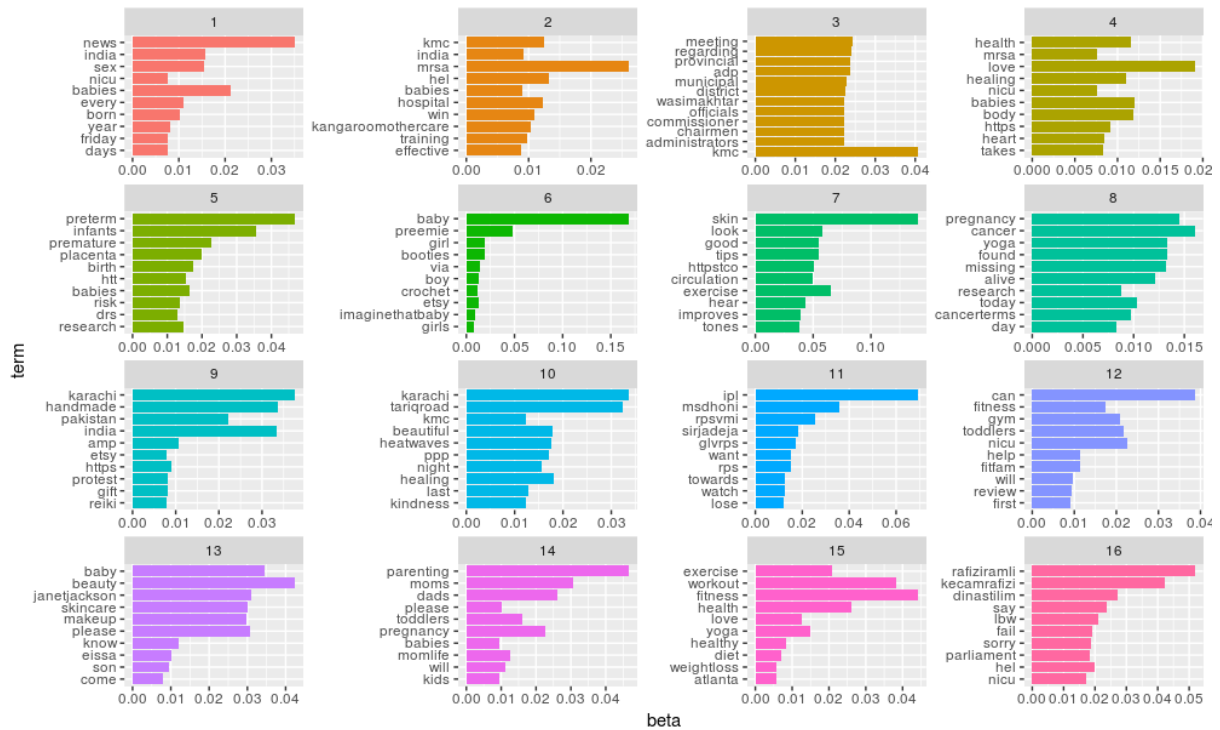 1
news
india
sex
nicu
babies
every
born
year
friday
days
0.00 0.01 0.02 0.03
2
kmc
india
mrsa
hel
babies
hospital
win
kangaroomothercare
training
effective
0.00 0.01 0.02
3
meeting
regarding
provincial
adp
municipal
district
wasimakhtar
officials
commissioner
chairmen
administrators
kmc
0.00 0.01 0.02 0.03 0.04
4
health
mrsa
love
healing
nicu
babies
body
https
heart
takes
0.000 0.005 0.010 0.015 0.020
5
preterm
infants
premature
placenta
birth
htt
babies
risk
drs
research
0.00 0.01 0.02 0.03 0.04
6
baby
preemie
girl
booties
via
boy
crochet
etsy
imaginethatbaby
girls
0.00 0.05 0.10 0.15
7
skin
look
good
tips
httpstco
circulation
exercise
hear
improves
tones
0.00 0.05 0.10
8
pregnancy
cancer
yoga
found
missing
alive
research
today
cancerterms
day
0.000 0.005 0.010 0.015
term
9
karachi
handmade
pakistan
india
amp
etsy
https
protest
gift
reiki
0.00 0.01 0.02 0.03
10
karachi
tariqroad
kmc
beautiful
heatwaves
ppp
night
healing
last
kindness
0.00 0.01 0.02 0.03
11
ipl
msdhoni
rpsvmi
sirjadeja
glvrps
want
rps
towards
watch
lose
0.00 0.02 0.04 0.06
12
can
fitness
gym
toddlers
nicu
help
fitfam
will
review
first
0.00 0.01 0.02 0.03 0.04
13
baby
beauty
janetjackson
skincare
makeup
please
know
eissa
son
come
0.00 0.01 0.02 0.03 0.04
14
parenting
moms
dads
please
toddlers
pregnancy
babies
momlife
will
kids
0.00 0.01 0.02 0.03 0.04
15
exercise
workout
fitness
health
love
yoga
healthy
diet
weightloss
atlanta
0.00 0.01 0.02 0.03 0.04
16
rafiziramli
kecamrafizi
dinastilim
say
lbw
fail
sorry
parliament
hel
nicu
0.00 0.01 0.02 0.03 0.04 0.05
beta